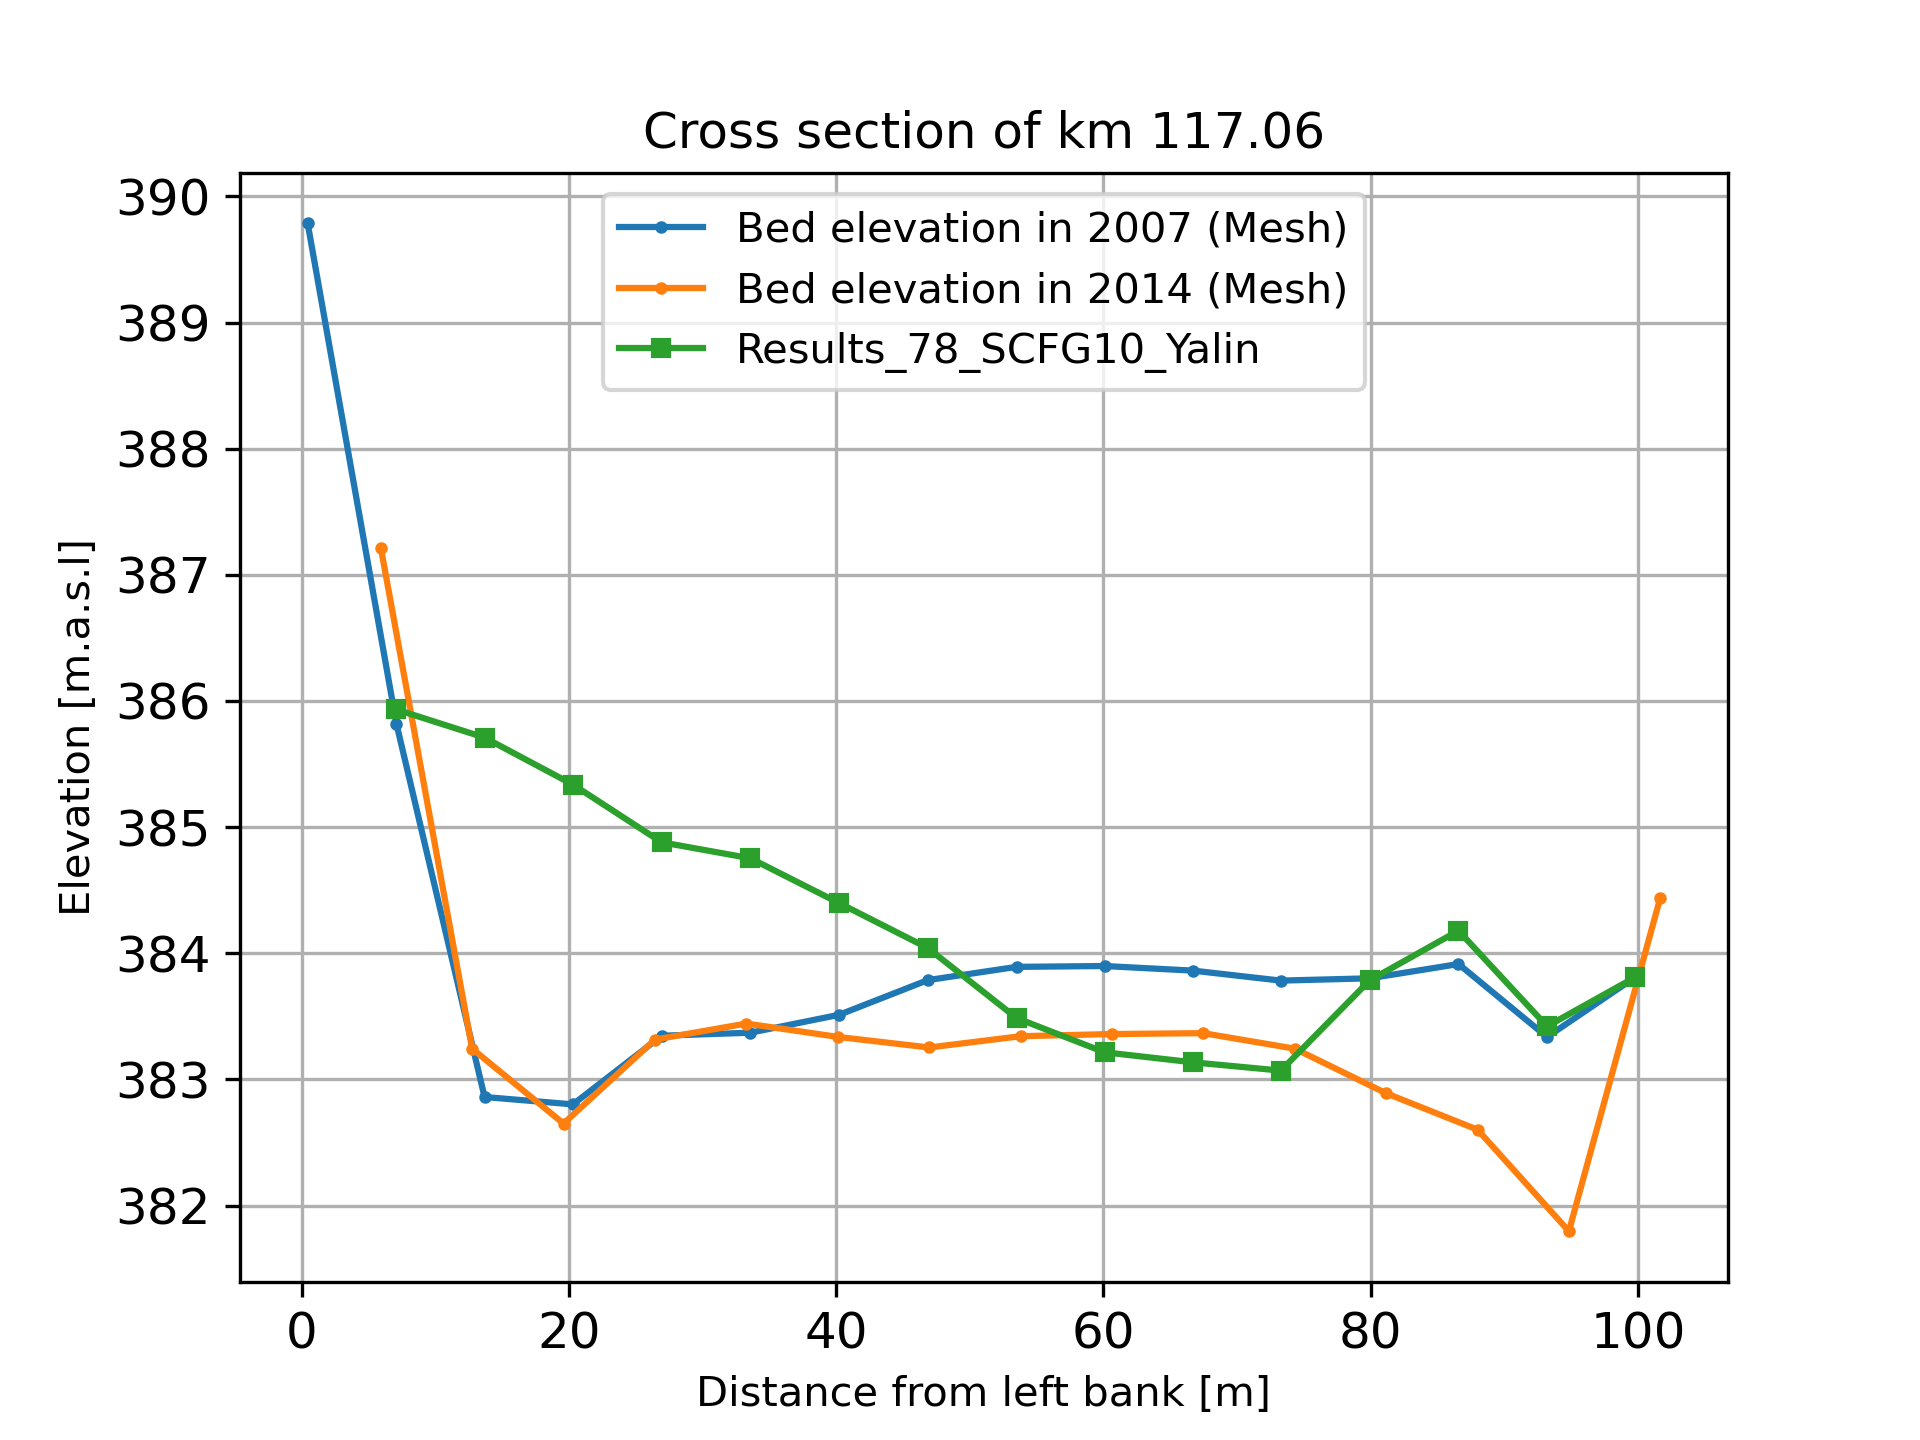 Cross section of km 117.06
Bed elevation in 2007 (Mesh)
Bed elevation in 2014 (Mesh)
Results_78_SCFG10_Yalin
Elevation [m.a.s.l]
390
389
388
387
386
385
384
383
382
0 20 40 60 80 100
Distance from left bank [m]